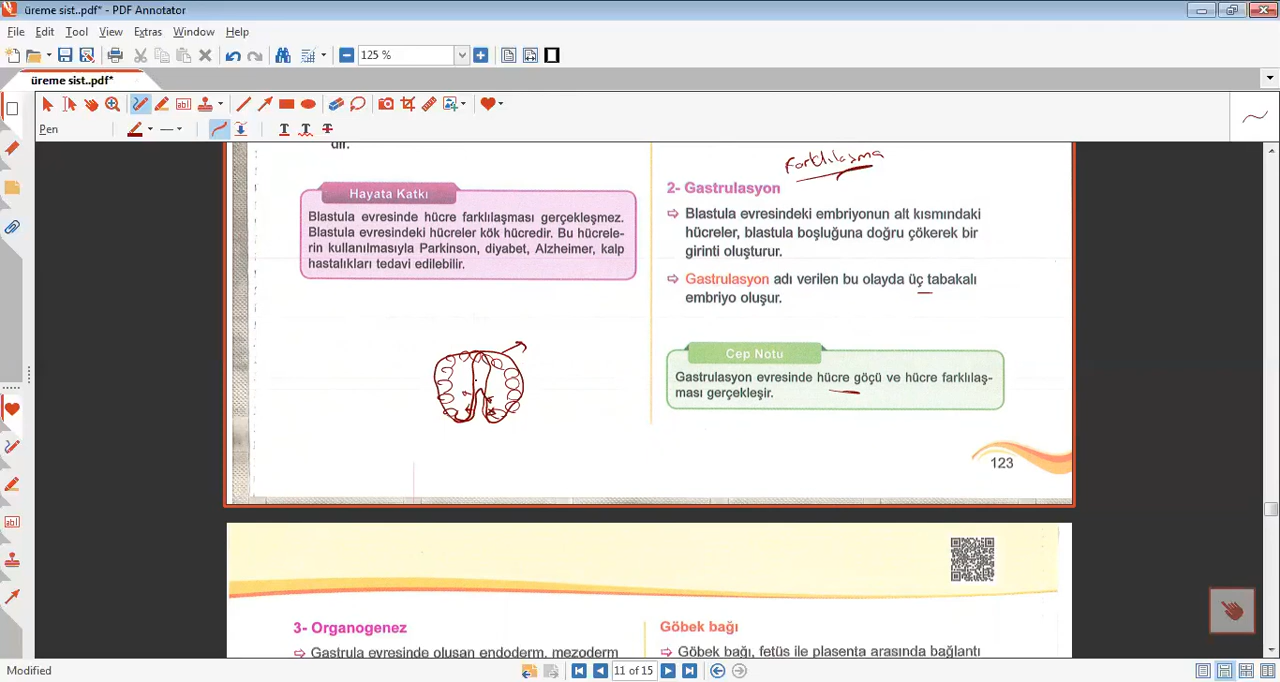 üreme sist..pdf* - PDF Annotator
File Edit Tool View Extras Window Help
125 %
üreme sist..pdf*
Pen
dir.
Hayata Katkı
Blastula evresinde hücre farklılaşması gerçekleşmez.
Blastula evresindeki hücreler kök hücredir. Bu hücrele-
rin kullanılmasıyla Parkinson, diyabet, Alzheimer, kalp
hastalıkları tedavi edilebilir.
Farklılaşma
2- Gastrulasyon
⇨ Blastula evresindeki embriyonun alt kısmındaki
hücreler, blastula boşluğuna doğru çökerek bir
girinti oluşturur.
⇨ Gastrulasyon adı verilen bu olayda üç tabakalı
embriyo oluşur.
Cep Notu
Gastrulasyon evresinde hücre göçü ve hücre farklılaş-
ması gerçekleşir.
123
3- Organogenez
⇨ Gastrula evresinde oluşan endoderm, mezoderm
Göbek bağı
⇨ Göbek bağı, fetüs ile plasenta arasında bağlantı
Modified
11 of 15